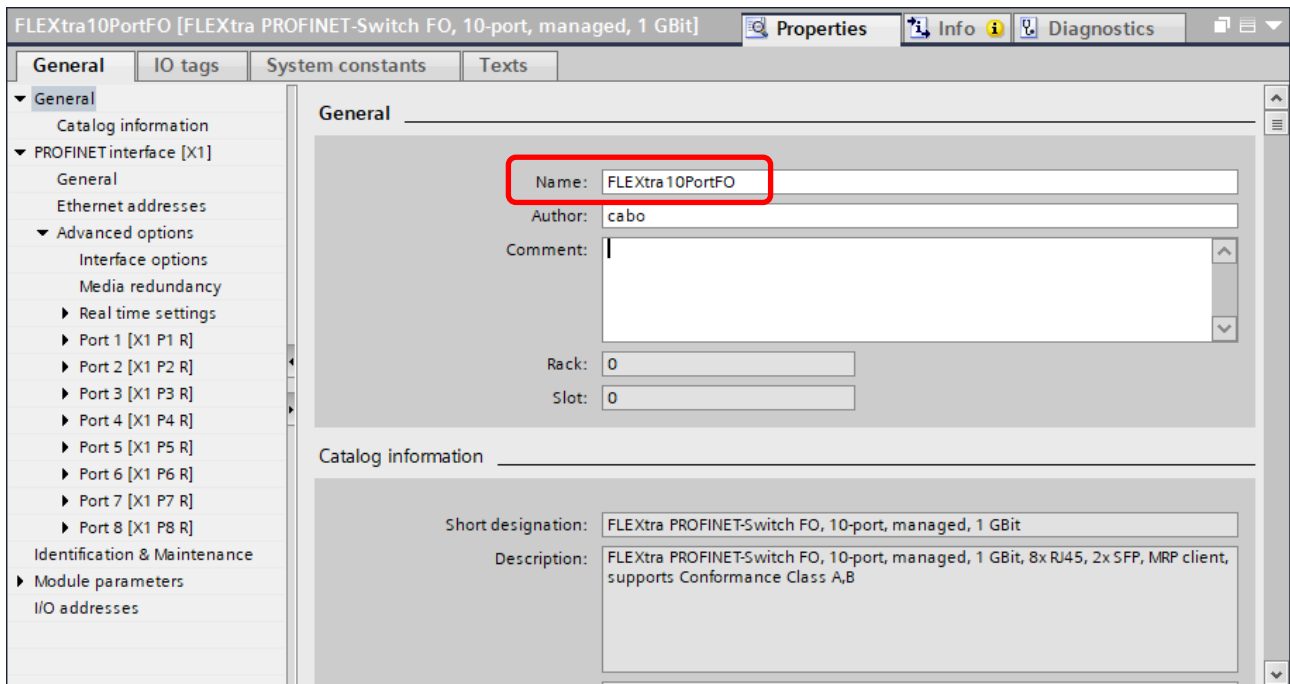 FLEXtra10PortFO [FLEXtra PROFINET-Switch FO, 10-port, managed, 1 GBit]
Properties
Info
Diagnostics
General
IO tags
System constants
Texts
General
Catalog information
PROFINET interface [X1]
General
Ethernet addresses
Advanced options
Interface options
Media redundancy
Real time settings
Port 1 [X1 P1 R]
Port 2 [X1 P2 R]
Port 3 [X1 P3 R]
Port 4 [X1 P4 R]
Port 5 [X1 P5 R]
Port 6 [X1 P6 R]
Port 7 [X1 P7 R]
Port 8 [X1 P8 R]
Identification & Maintenance
Module parameters
I/O addresses
General
Name: FLEXtra10PortFO
Author: cabo
Comment:
Rack: 0
Slot: 0
Catalog information
Short designation: FLEXtra PROFINET-Switch FO, 10-port, managed, 1 GBit
Description: FLEXtra PROFINET-Switch FO, 10-port, managed, 1 GBit, 8x RJ45, 2x SFP, MRP client,
supports Conformance Class A,B